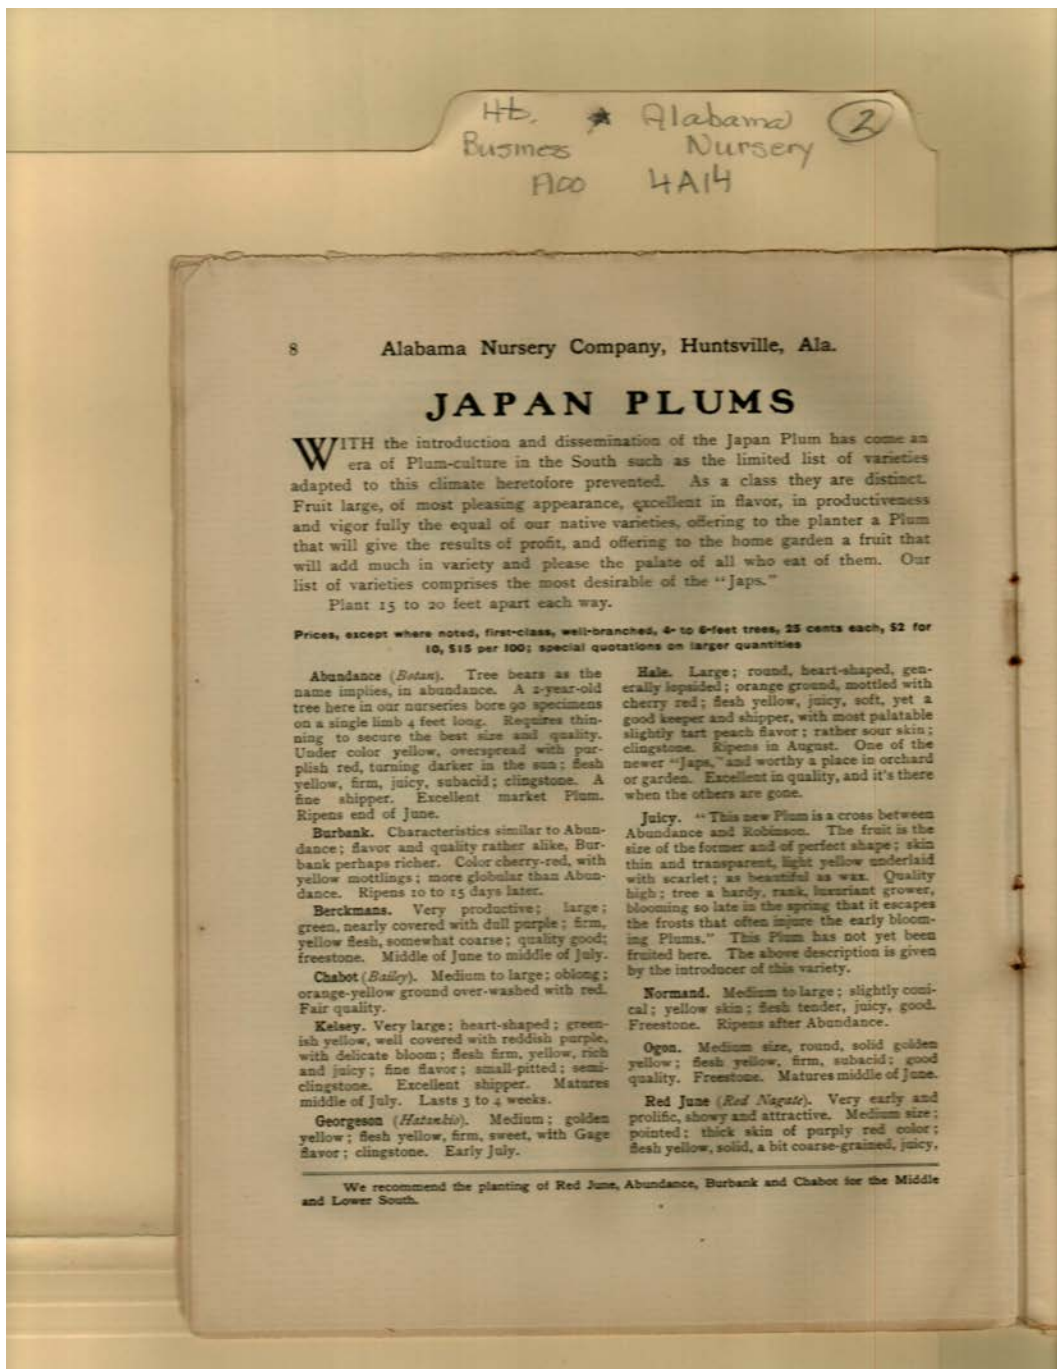 Hb. * Alabama 2
Business Nursery
A00 4A14
8 Alabama Nursery Company, Huntsville, Ala.
JAPAN PLUMS
WITH the introduction and dissemination of the Japan Plum has come an
era of Plum-culture in the South such as the limited list of varieties
adapted to this climate heretofore prevented. As a class they are distinct.
Fruit large, of most pleasing appearance, excellent in flavor, in productiveness
and vigor fully the equal of our native varieties, offering to the planter a Plum
that will give the results of profit, and offering to the home garden a fruit that
will add much in variety and please the palate of all who eat of them. Our
list of varieties comprises the most desirable of the "Japs."
Plant 15 to 20 feet apart each way.
Prices, except where noted, first-class, well-branched, 4- to 6-feet trees, 25 cents each, $2 for
10, $15 per 100; special quotations on larger quantities
Abundance (Botan). Tree bears as the
name implies, in abundance. A 2-year-old
tree here in our nurseries bore 90 specimens
on a single limb 4 feet long. Requires thin-
ning to secure the best size and quality.
Under color yellow, overspread with pur-
plish red, turning darker in the sun; flesh
yellow, firm, juicy, subacid; clingstone. A
fine shipper. Excellent market Plum.
Ripens end of June.
Burbank. Characteristics similar to Abun-
dance; flavor and quality rather alike, Bur-
bank perhaps richer. Color cherry-red, with
yellow mottlings; more globular than Abun-
dance. Ripens 10 to 15 days later.
Berckmans. Very productive; large;
green, nearly covered with dull purple; firm,
yellow flesh, somewhat coarse; quality good;
freestone. Middle of June to middle of July.
Chabot (Bailey). Medium to large; oblong;
orange-yellow ground over-washed with red.
Fair quality.
Kelsey. Very large; heart-shaped; green-
ish yellow, well covered with reddish purple,
with delicate bloom; flesh firm, yellow, rich
and juicy; fine flavor; small-pitted; semi-
clingstone. Excellent shipper. Matures
middle of July. Lasts 3 to 4 weeks.
Georgeson (Hatankio). Medium; golden
yellow; flesh yellow, firm, sweet, with Gage
flavor; clingstone. Early July.
Hale. Large; round, heart-shaped, gen-
erally lopsided; orange ground, mottled with
cherry red; flesh yellow, juicy, soft, yet a
good keeper and shipper, with most palatable
slightly tart peach flavor; rather sour skin;
clingstone. Ripens in August. One of the
newer "Japs," and worthy a place in orchard
or garden. Excellent in quality, and it's there
when the others are gone.
Juicy. "This new Plum is a cross between
Abundance and Robinson. The fruit is the
size of the former and of perfect shape; skin
thin and transparent, light yellow underlaid
with scarlet; as beautiful as wax. Quality
high; tree a hardy, rank, luxuriant grower,
blooming so late in the spring that it escapes
the frosts that often injure the early bloom-
ing Plums." This Plum has not yet been
fruited here. The above description is given
by the introducer of this variety.
Normand. Medium to large; slightly coni-
cal; yellow skin; flesh tender, juicy, good.
Freestone. Ripens after Abundance.
Ogon. Medium size, round, solid golden
yellow; flesh yellow, firm, subacid; good
quality. Freestone. Matures middle of June.
Red June (Red Nagate). Very early and
prolific, showy and attractive. Medium size;
pointed; thick skin of purply red color;
flesh yellow, solid, a bit coarse-grained, juicy,
We recommend the planting of Red June, Abundance, Burbank and Chabot for the Middle
and Lower South.